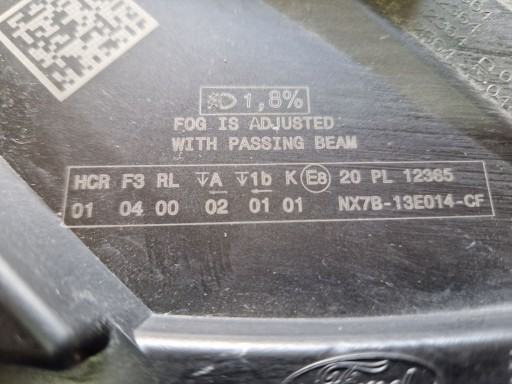 1,8%
FOG IS ADJUSTED
WITH PASSING BEAM
HCR F3 RL A 1b K E8 20 PL 12365
01 04 00 02 01 01 NX7B-13E014-CF
Ford